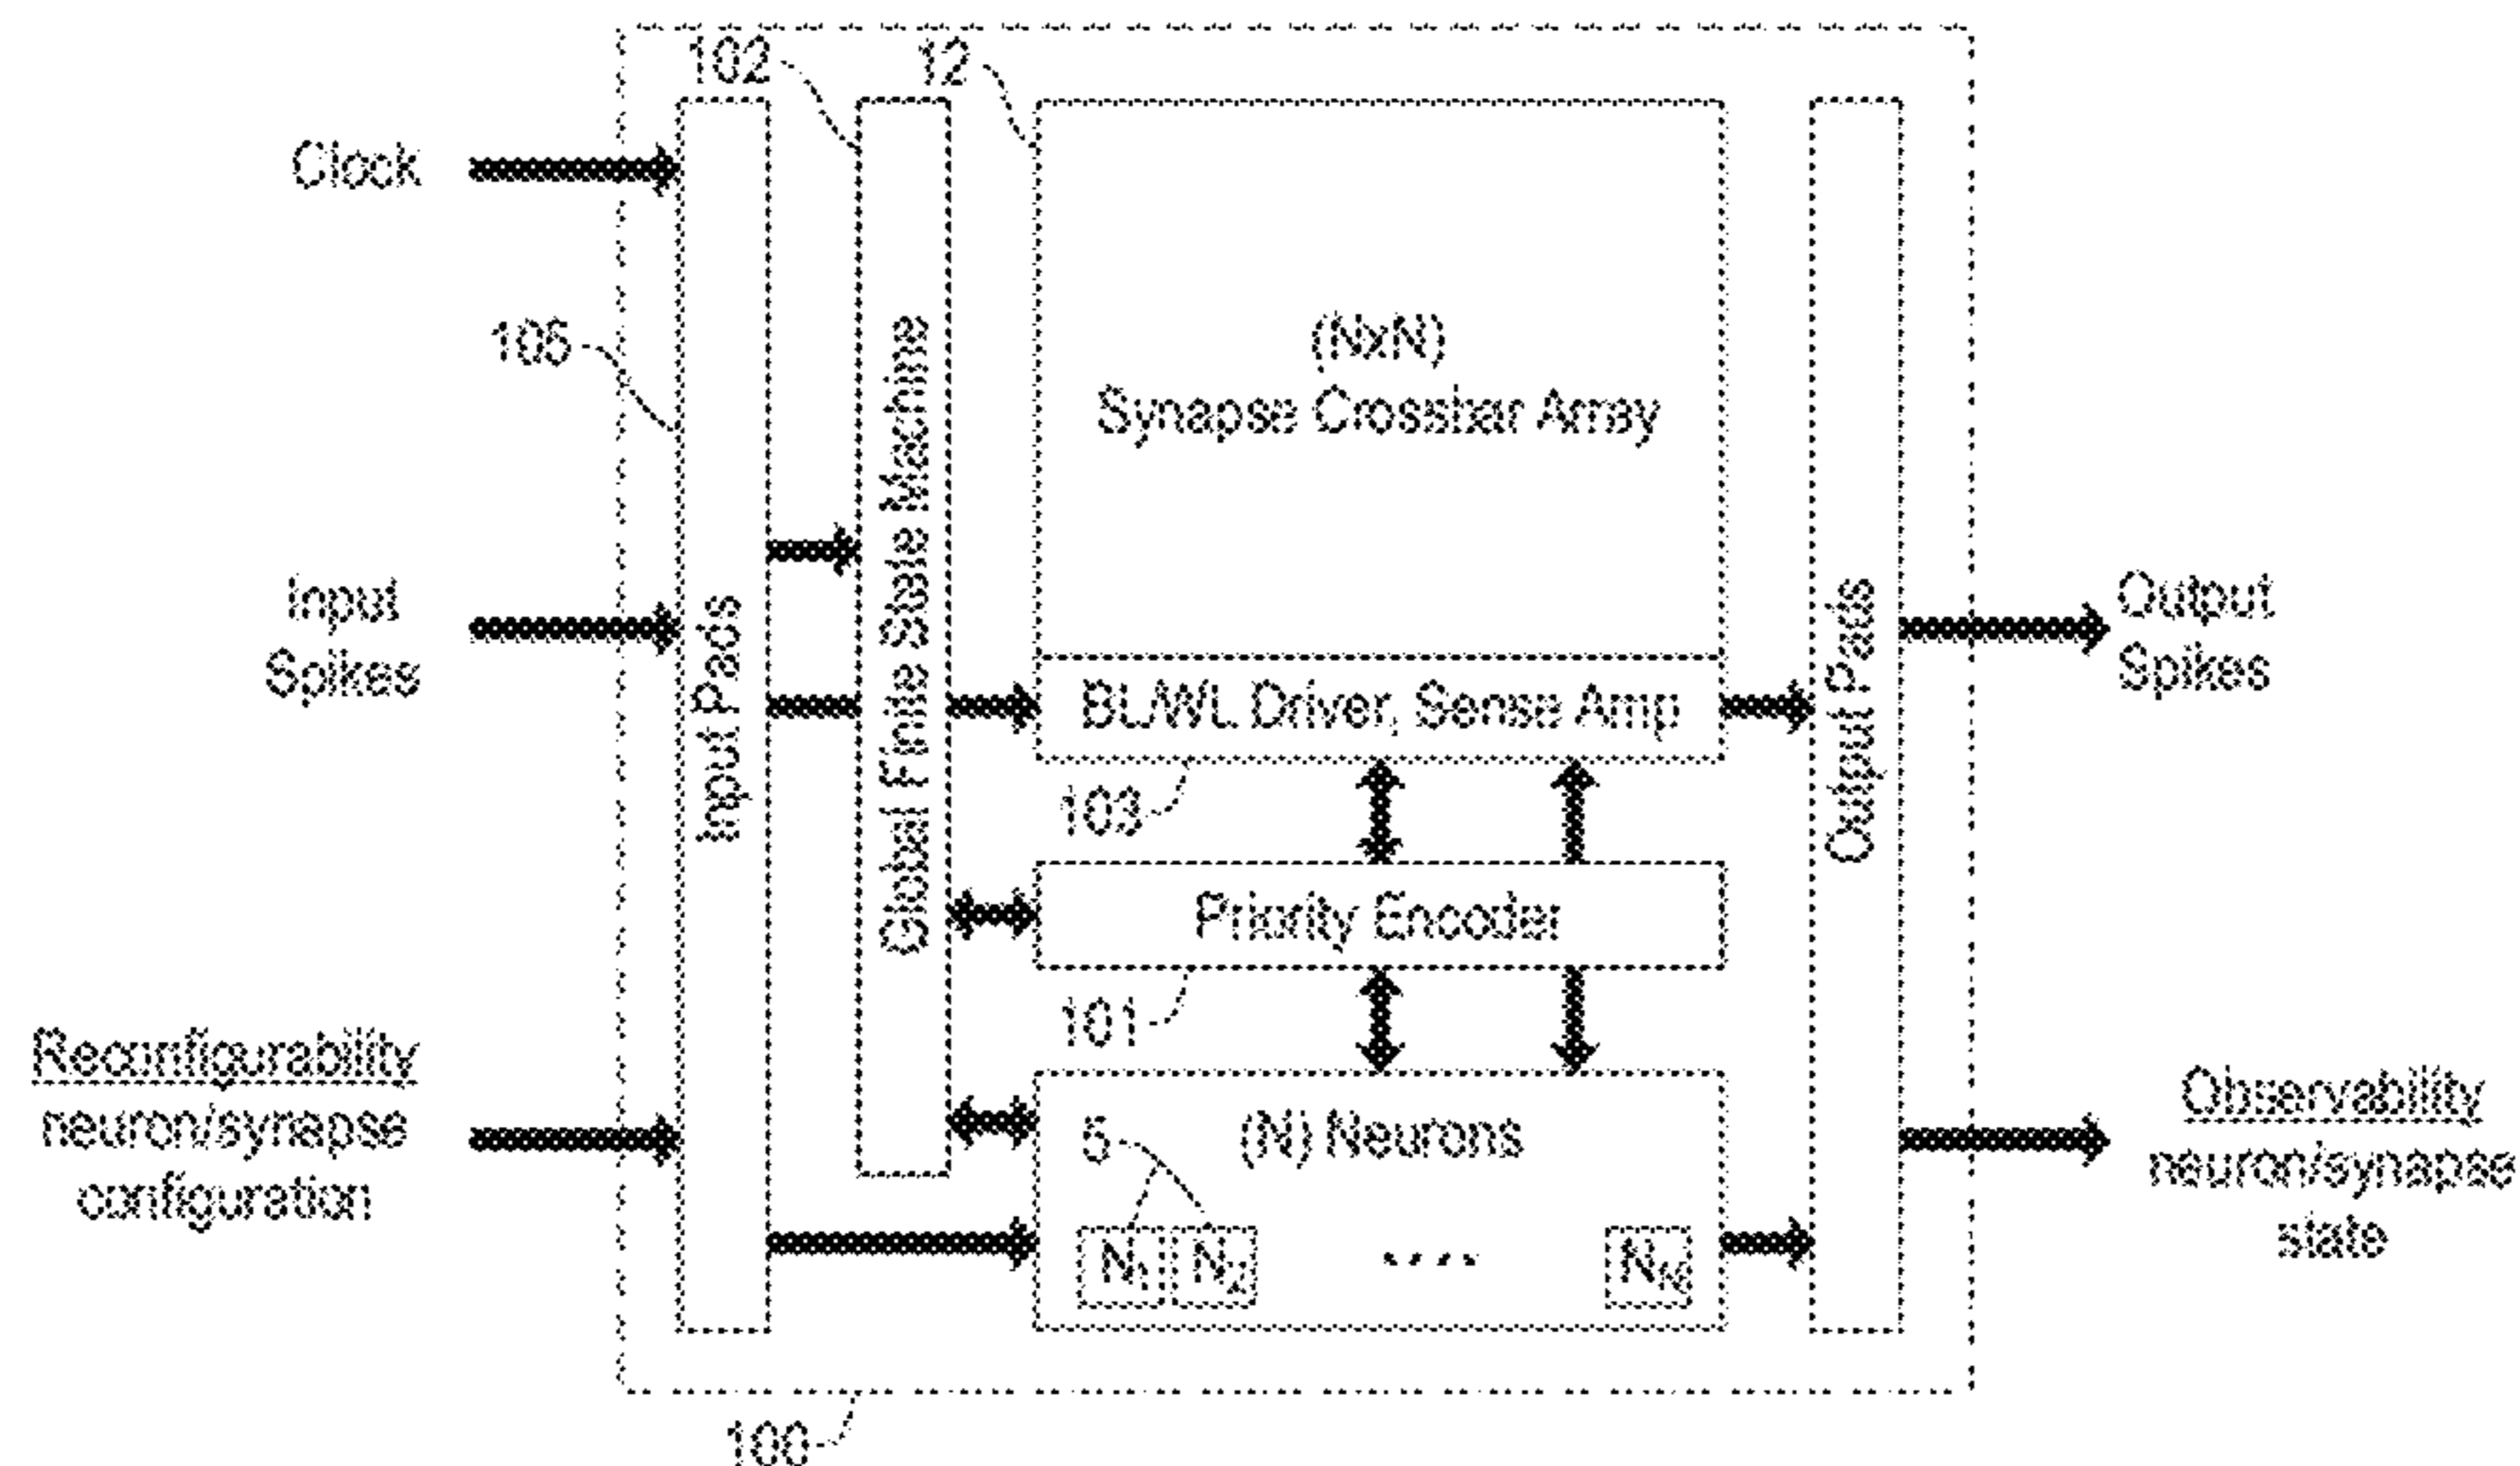 102
12
Clock
105
(NxN)
Synapse Crossbar Array
Global Finite State Machine
Input Pads
Output Pads
Input
Spikes
Output
Spikes
BL/WL Driver, Sense Amp
103
Priority Encoder
101
Reconfigurability
neuron/synapse
configuration
5
(N) Neurons
N1
N2
....
Observability
neuron/synapse
state
100